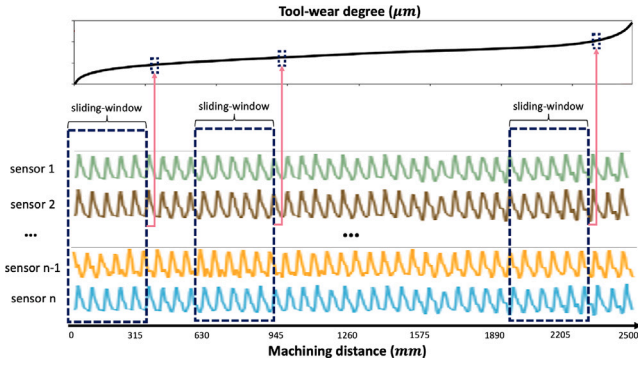 Tool-wear degree (μm)
sliding-window sliding-window sliding-window
sensor 1
sensor 2
... ...
sensor n-1
sensor n
0 315 630 945 1260 1575 1890 2205 2500
Machining distance (mm)